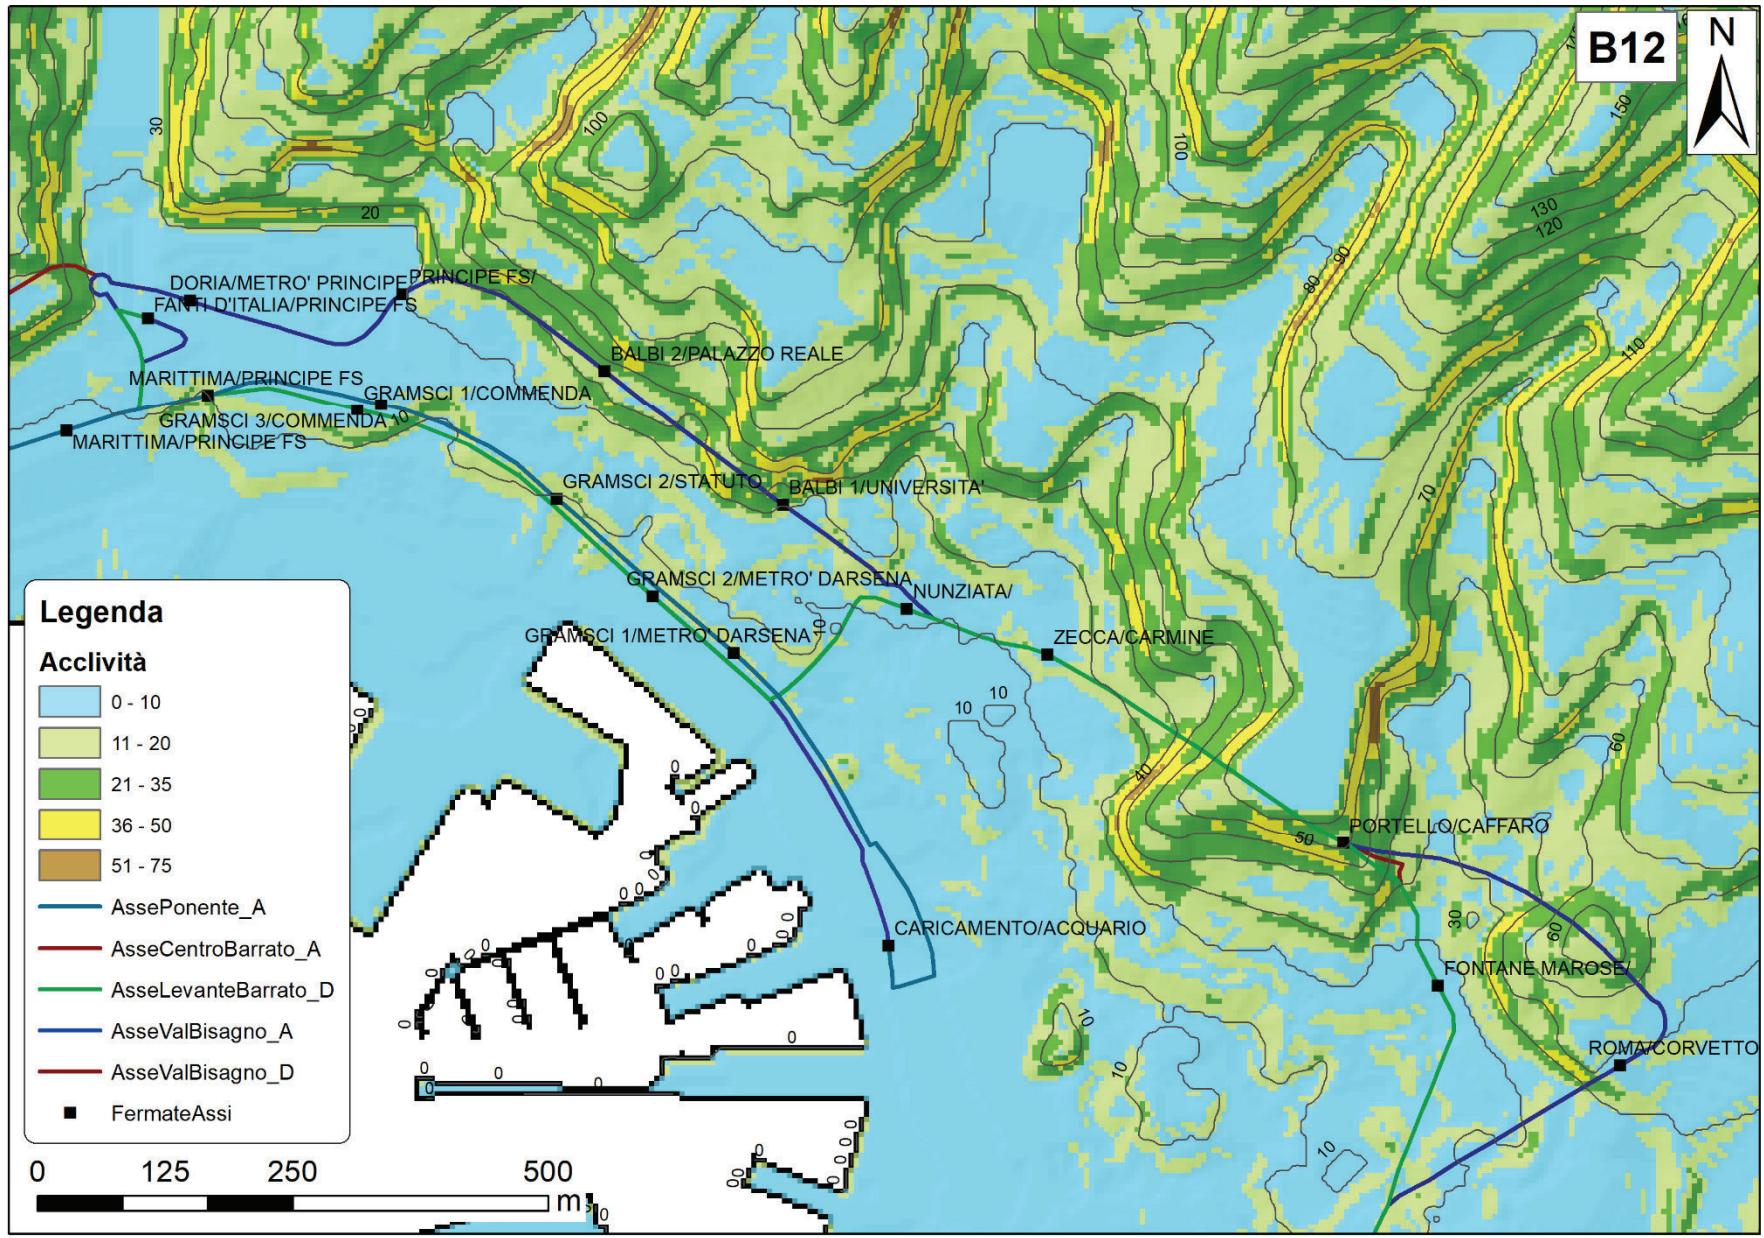 B12
N
30
100
100
150
20
130
120
90
80
110
DORIA/METRO' PRINCIPE
PRINCIPE FS/
FANTI D'ITALIA/PRINCIPE FS
BALBI 2/PALAZZO REALE
MARITTIMA/PRINCIPE FS
GRAMSCI 1/COMMENDA
GRAMSCI 3/COMMENDA
10
MARITTIMA/PRINCIPE FS
GRAMSCI 2/STATUTO
BALBI 1/UNIVERSITA'
70
GRAMSCI 2/METRO' DARSENA
NUNZIATA/
GRAMSCI 1/METRO' DARSENA
10
ZECCA/CARMINE
10
10
60
40
50
PORTELLO/CAFFARO
30
60
CARICAMENTO/ACQUARIO
FONTANE MAROSE/
10
ROMA/CORVETTO
10
10
Legenda
Acclività
0 - 10
11 - 20
21 - 35
36 - 50
51 - 75
AssePonente_A
AsseCentroBarrato_A
AsseLevanteBarrato_D
AsseValBisagno_A
AsseValBisagno_D
FermateAssi
0 125 250 500
m